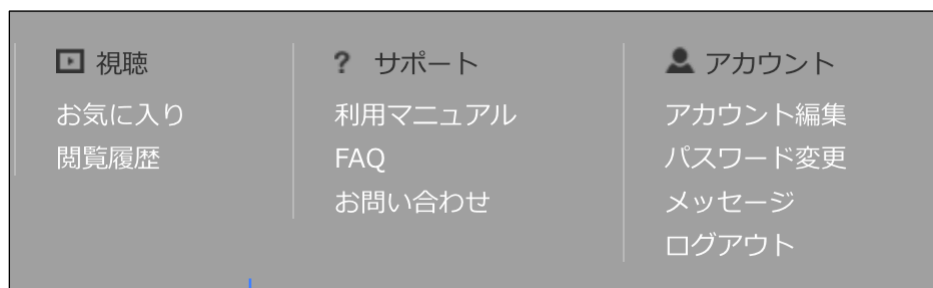 視聴
お気に入り
閲覧履歴
? サポート
利用マニュアル
FAQ
お問い合わせ
アカウント
アカウント編集
パスワード変更
メッセージ
ログアウト